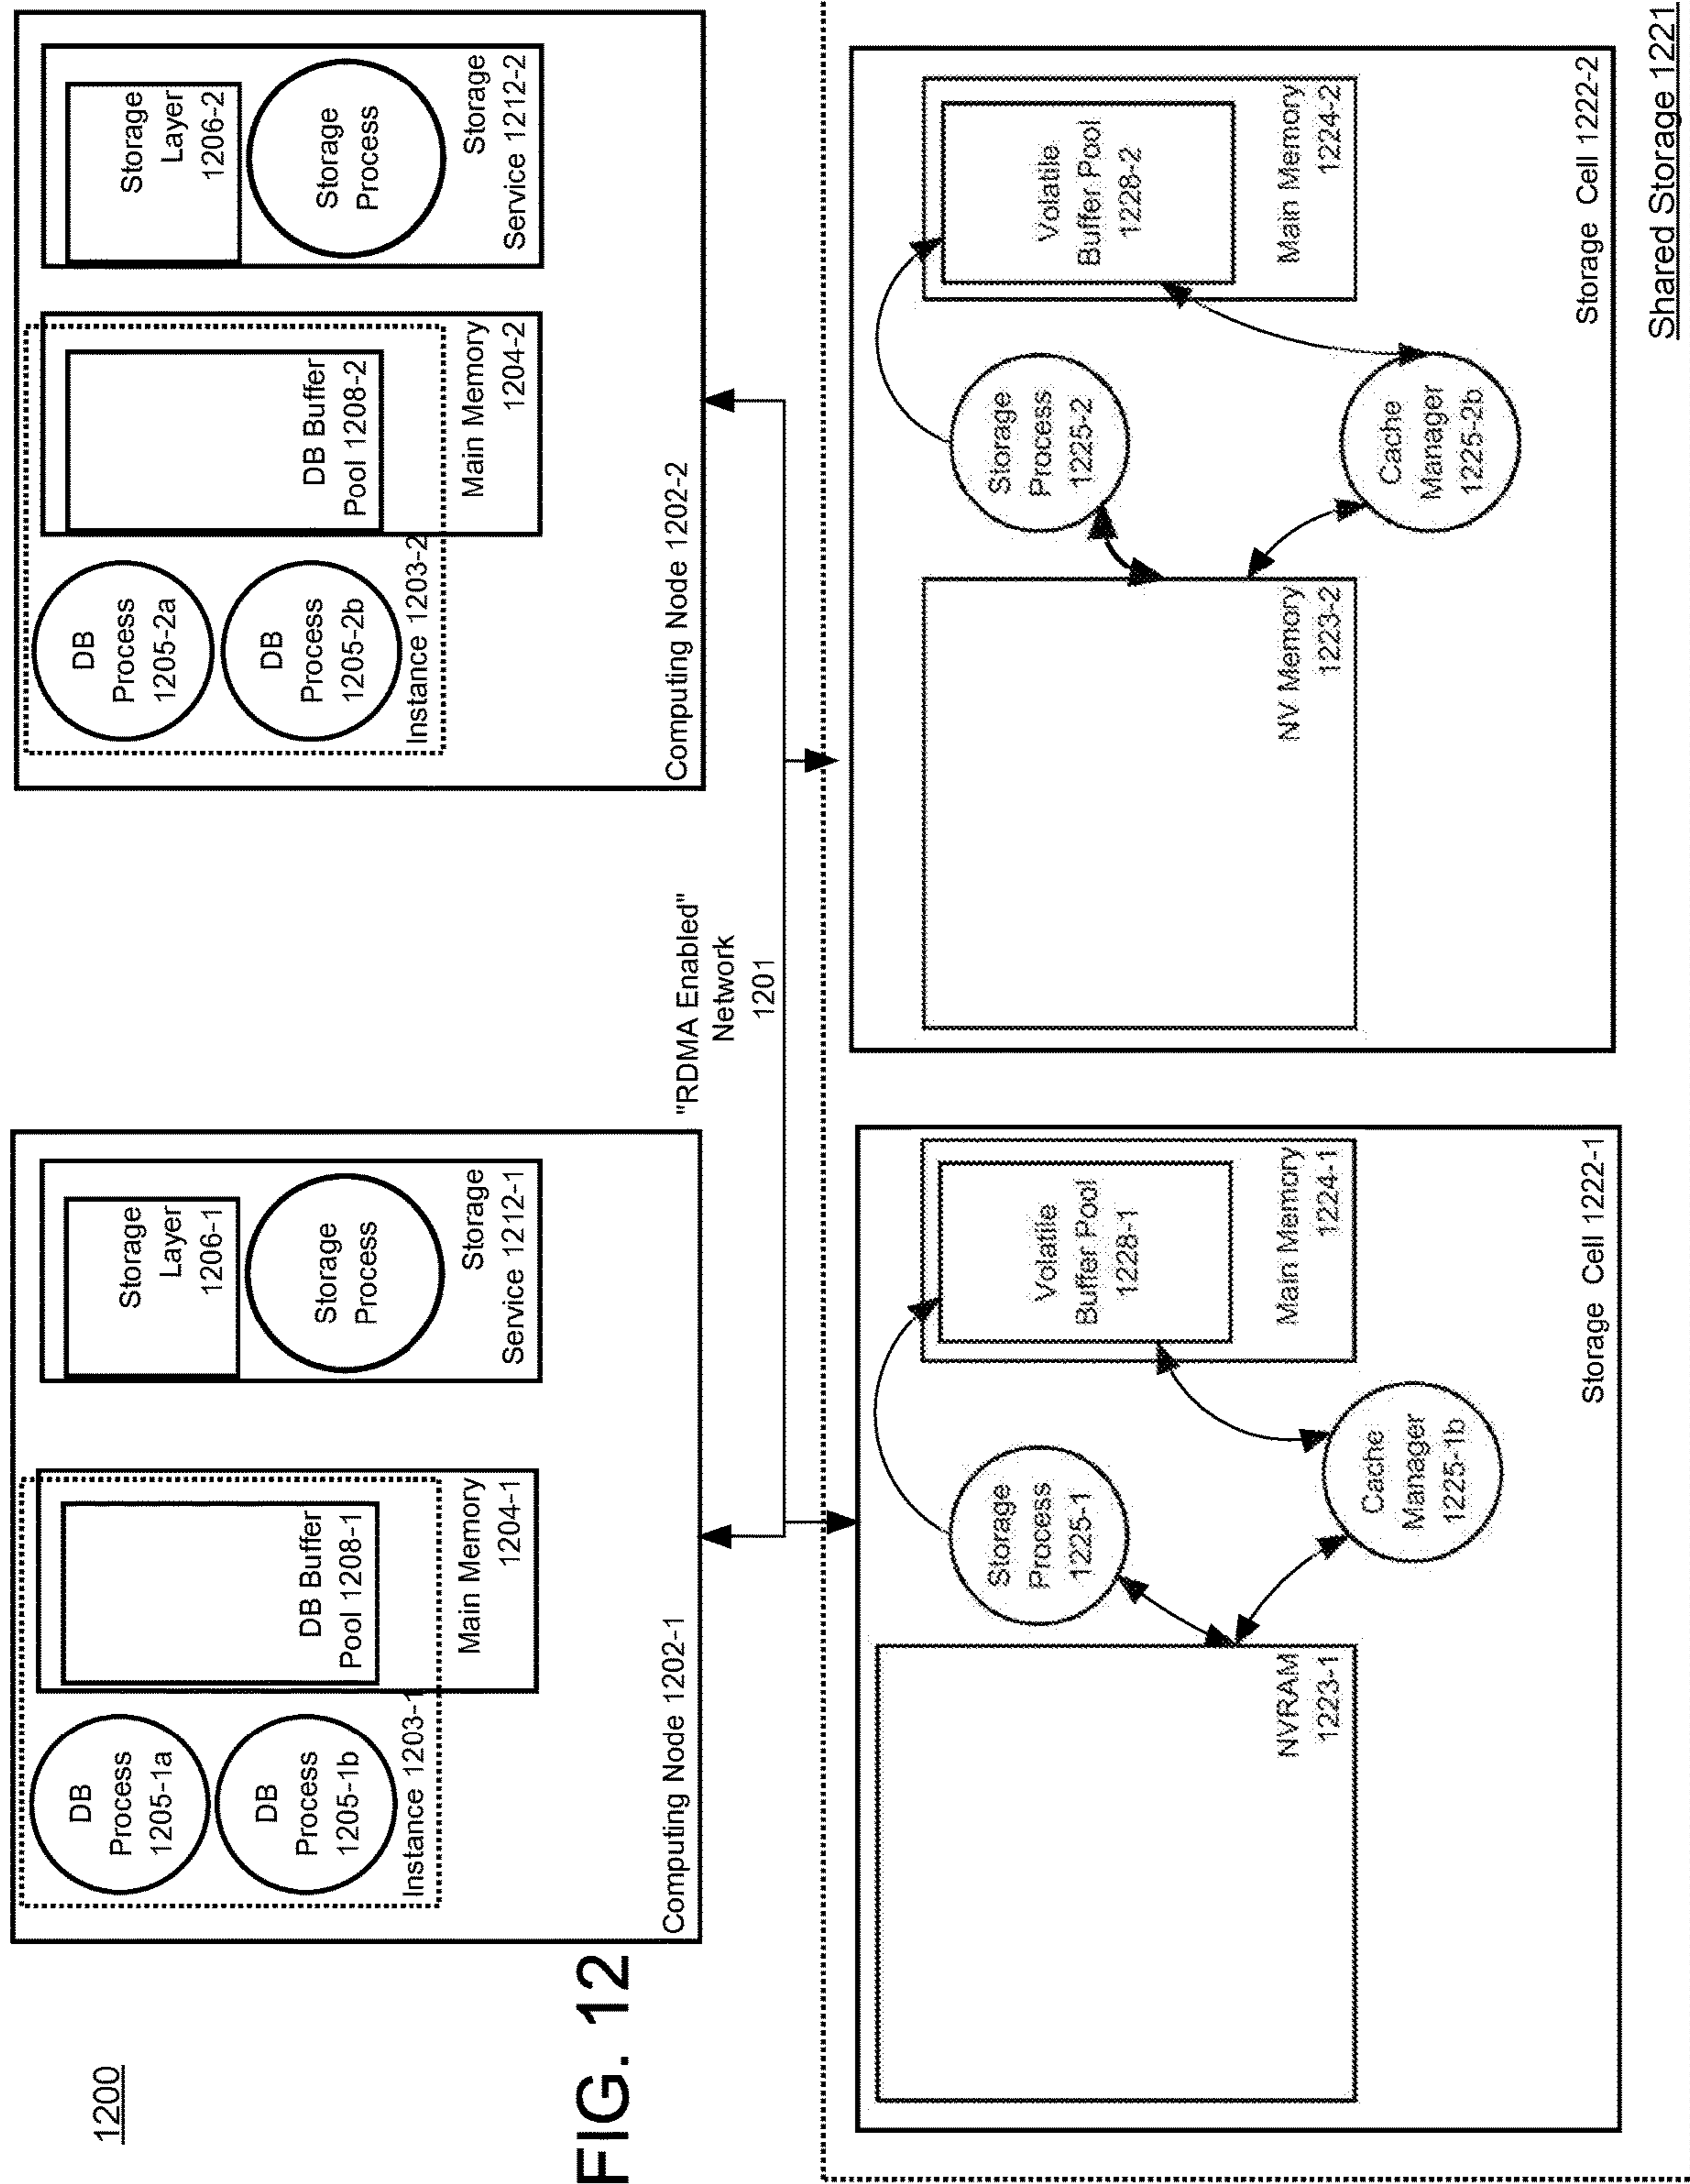 1200
DB
Process
1205-1a
DB
Process
1205-1b
Instance 1203-1
DB Buffer
Pool 1208-1
Main Memory
1204-1
Storage
Layer
1206-1
Storage
Process
Storage
Service 1212-1
Computing Node 1202-1
DB
Process
1205-2a
DB
Process
1205-2b
Instance 1203-2
DB Buffer
Pool 1208-2
Main Memory
1204-2
Storage
Layer
1206-2
Storage
Process
Storage
Service 1212-2
Computing Node 1202-2
FIG. 12
"RDMA Enabled"
Network
1201
NVRAM
1223-1
Storage
Process
1225-1
Cache
Manager
1225-1b
Volatile
Buffer Pool
1228-1
Main Memory
1224-1
Storage Cell 1222-1
NV Memory
1223-2
Storage
Process
1225-2
Cache
Manager
1225-2b
Volatile
Buffer Pool
1228-2
Main Memory
1224-2
Storage Cell 1222-2
Shared Storage 1221